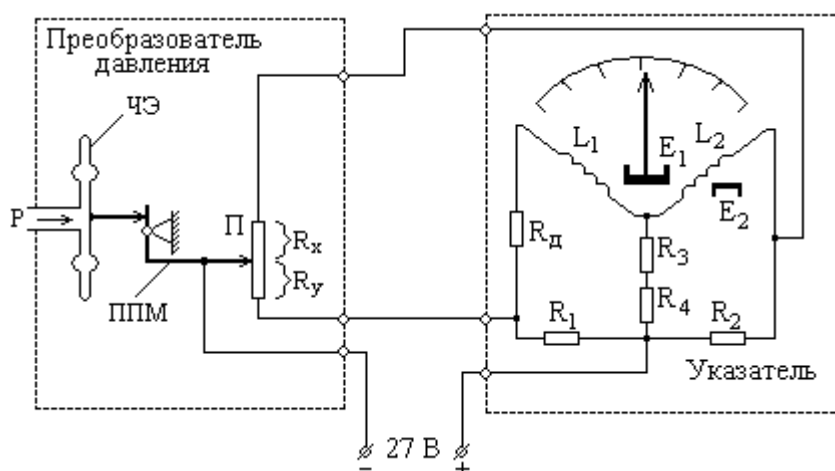 Преобразователь
давления
ЧЭ
P
П
Rx
Ry
ППМ
L1
E1
L2
E2
Rд
R3
R4
R1
R2
Указатель
27 В
– +